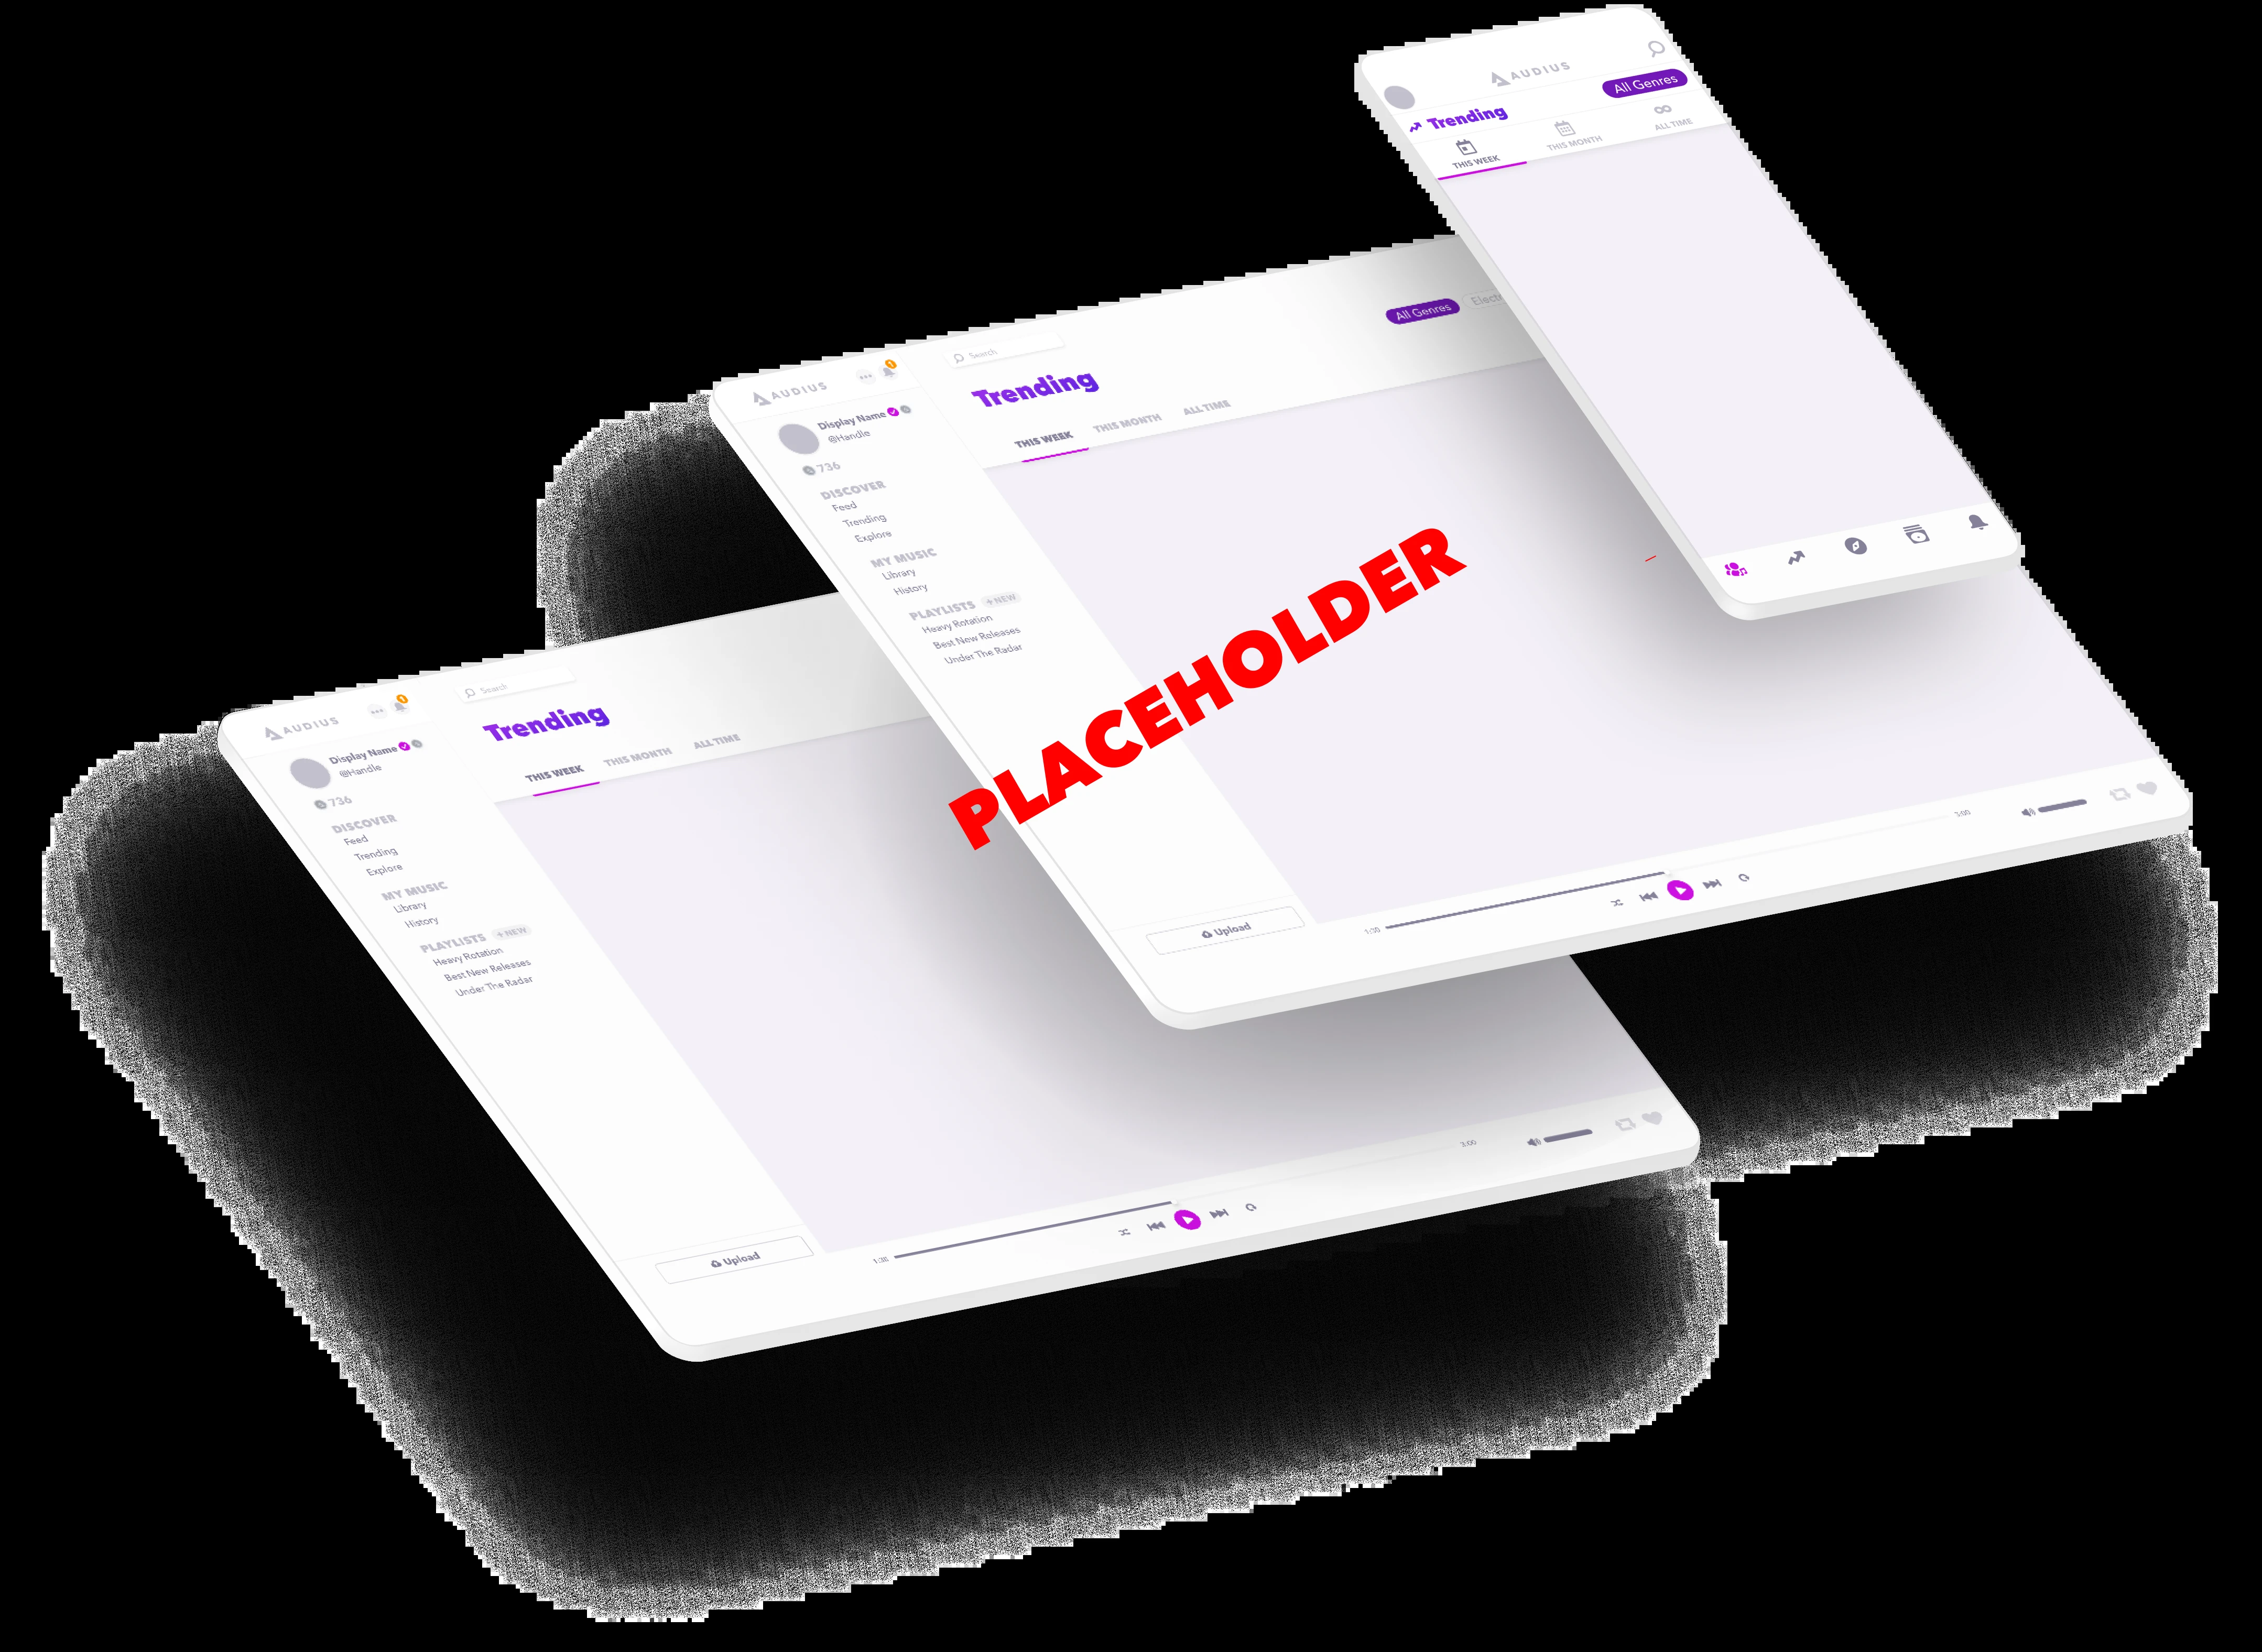 AUDIUS
All Genres
Trending
THIS WEEK
THIS MONTH
ALL TIME
AUDIUS
1
Search
All Genres
Trending
THIS WEEK
THIS MONTH
ALL TIME
Display Name
@Handle
736
DISCOVER
Feed
Trending
Explore
MY MUSIC
Library
History
PLAYLISTS
+ NEW
Heavy Rotation
Best New Releases
Under The Radar
Upload
1:30
3:00
PLACEHOLDER
AUDIUS
1
Search
Trending
THIS WEEK
THIS MONTH
ALL TIME
Display Name
@Handle
736
DISCOVER
Feed
Trending
Explore
MY MUSIC
Library
History
PLAYLISTS
+ NEW
Heavy Rotation
Best New Releases
Under The Radar
Upload
3:00